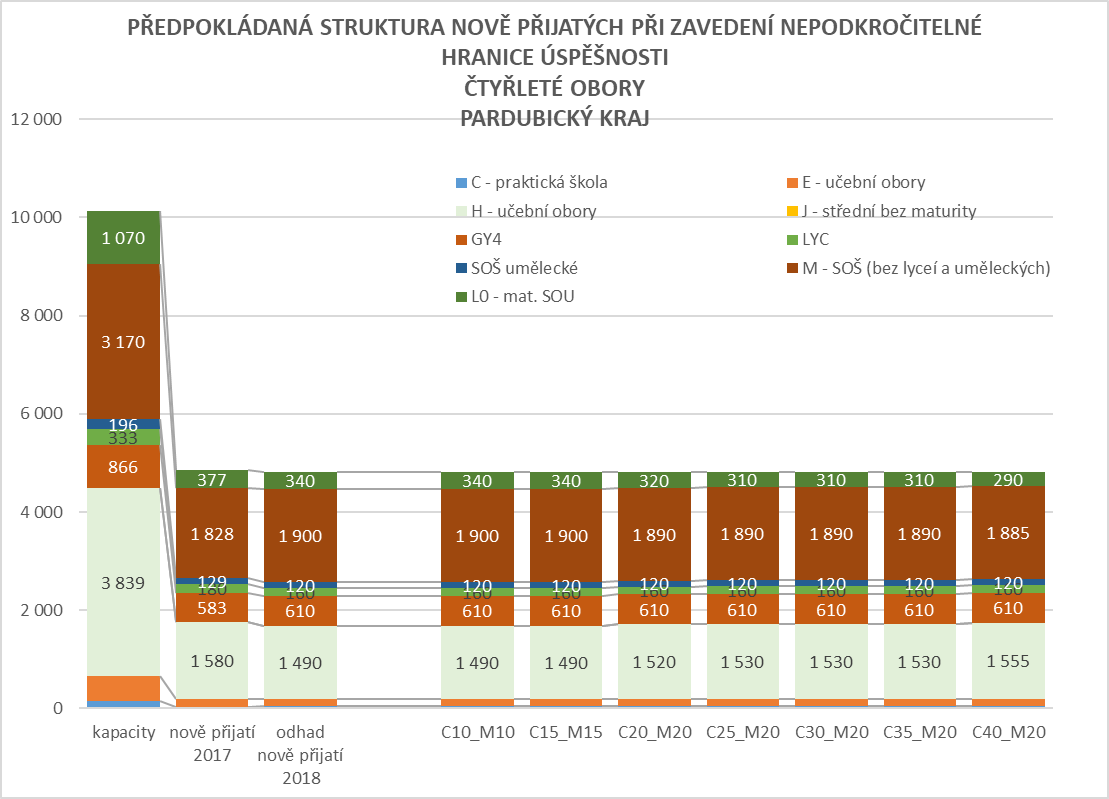 PŘEDPOKLÁDANÁ STRUKTURA NOVĚ PŘIJATÝCH PŘI ZAVEDENÍ NEPODKROČITELNÉ
HRANICE ÚSPĚŠNOSTI
ČTYŘLETÉ OBORY
PARDUBICKÝ KRAJ
12 000
10 000
8 000
6 000
4 000
2 000
0
C - praktická škola
E - učební obory
H - učební obory
J - střední bez maturity
GY4
LYC
SOŠ umělecké
M - SOŠ (bez lyceí a uměleckých)
L0 - mat. SOU
1 070
3 170
196
333
866
3 839
377
1 828
129
180
583
1 580
340
1 900
120
160
610
1 490
340
1 900
120
160
610
1 490
340
1 900
120
160
610
1 490
320
1 890
120
160
610
1 520
310
1 890
120
160
610
1 530
310
1 890
120
160
610
1 530
310
1 890
120
160
610
1 530
290
1 885
120
160
610
1 555
kapacity
nově přijatí
2017
odhad
nově přijatí
2018
C10_M10
C15_M15
C20_M20
C25_M20
C30_M20
C35_M20
C40_M20